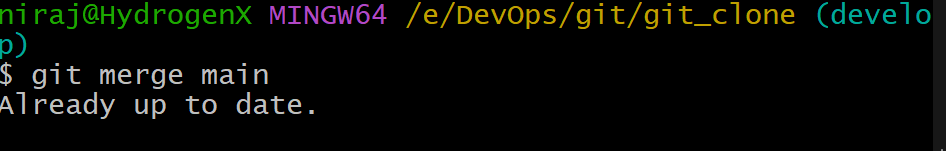 niraj@HydrogenX MINGW64 /e/DevOps/git/git_clone (develo
p)
$ git merge main
Already up to date.